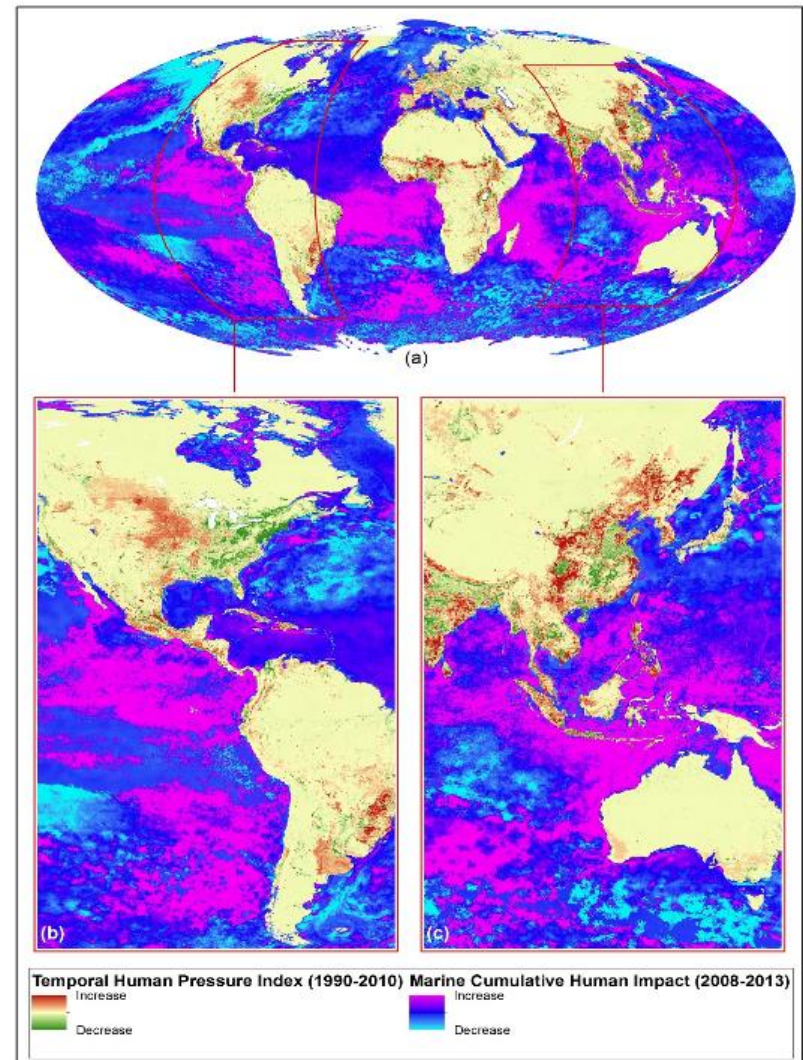 (a)
(b)
(c)
Temporal Human Pressure Index (1990-2010) Marine Cumulative Human Impact (2008-2013)
Increase Increase
Decrease Decrease